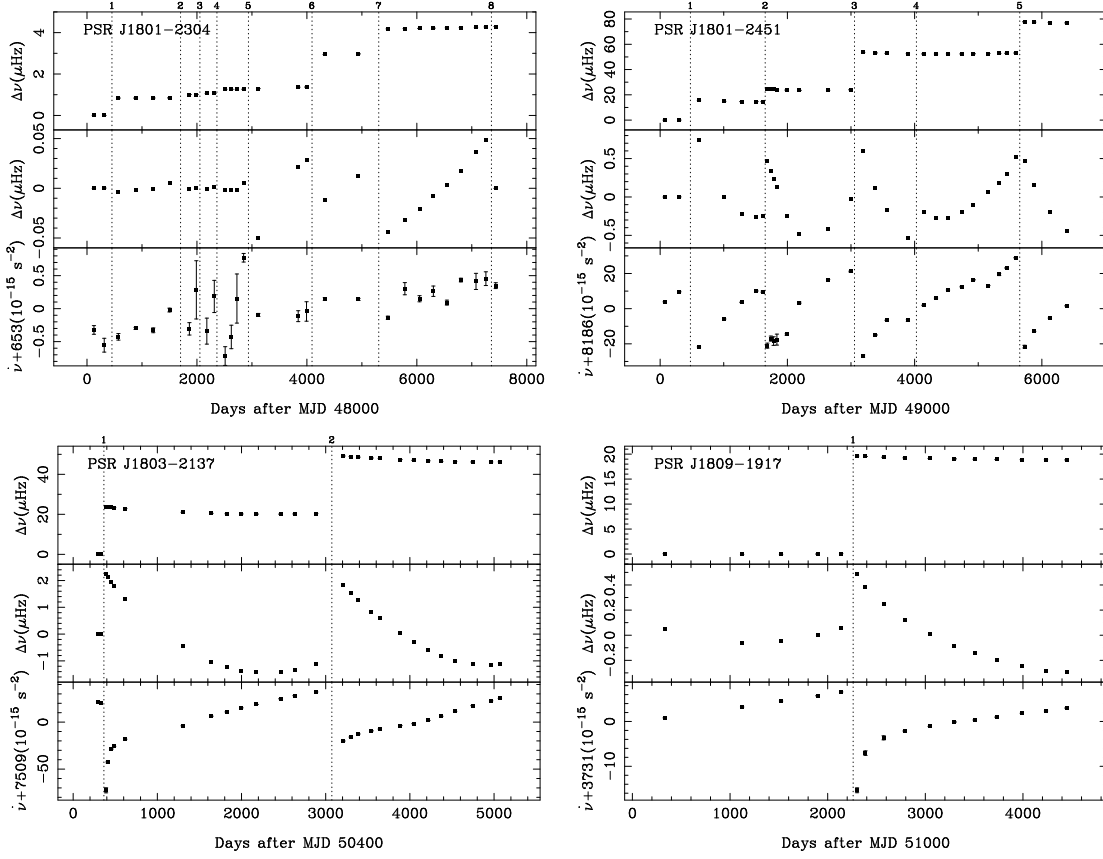 1 2 3 4 5 6 7 8
PSR J1801−2304
Δν(μHz)
0 2 4
Δν(μHz)
0.05 0 0.05
ν̇+653(10⁻¹⁵ s⁻²)
−0.5 0.5
0 2000 4000 6000 8000
Days after MJD 48000
1 2 3 4 5
PSR J1801−2451
Δν(μHz)
0 20 40 60 80
Δν(μHz)
0.5 0 0.5
ν̇+8186(10⁻¹⁵ s⁻²)
20 0 20
0 2000 4000 6000
Days after MJD 49000
1 2
PSR J1803−2137
Δν(μHz)
0 20 40
Δν(μHz)
−1 0 1 2
ν̇+7509(10⁻¹⁵ s⁻²)
−50 0
0 1000 2000 3000 4000 5000
Days after MJD 50400
1
PSR J1809−1917
Δν(μHz)
0 5 10 15 20
Δν(μHz)
−0.2 0 0.2 0.4
ν̇+3731(10⁻¹⁵ s⁻²)
−10 0
0 1000 2000 3000 4000
Days after MJD 51000